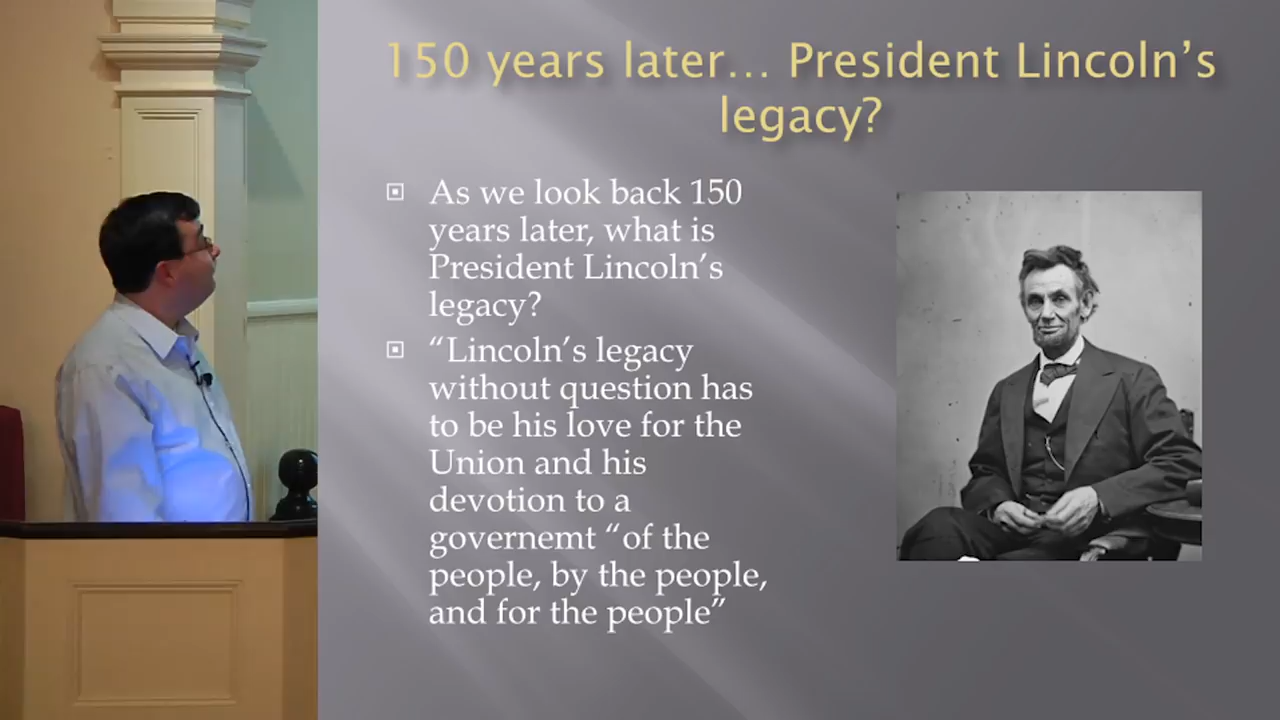 150 years later… President Lincoln’s
legacy?
As we look back 150
years later, what is
President Lincoln’s
legacy?
“Lincoln’s legacy
without question has
to be his love for the
Union and his
devotion to a
governemt “of the
people, by the people,
and for the people”